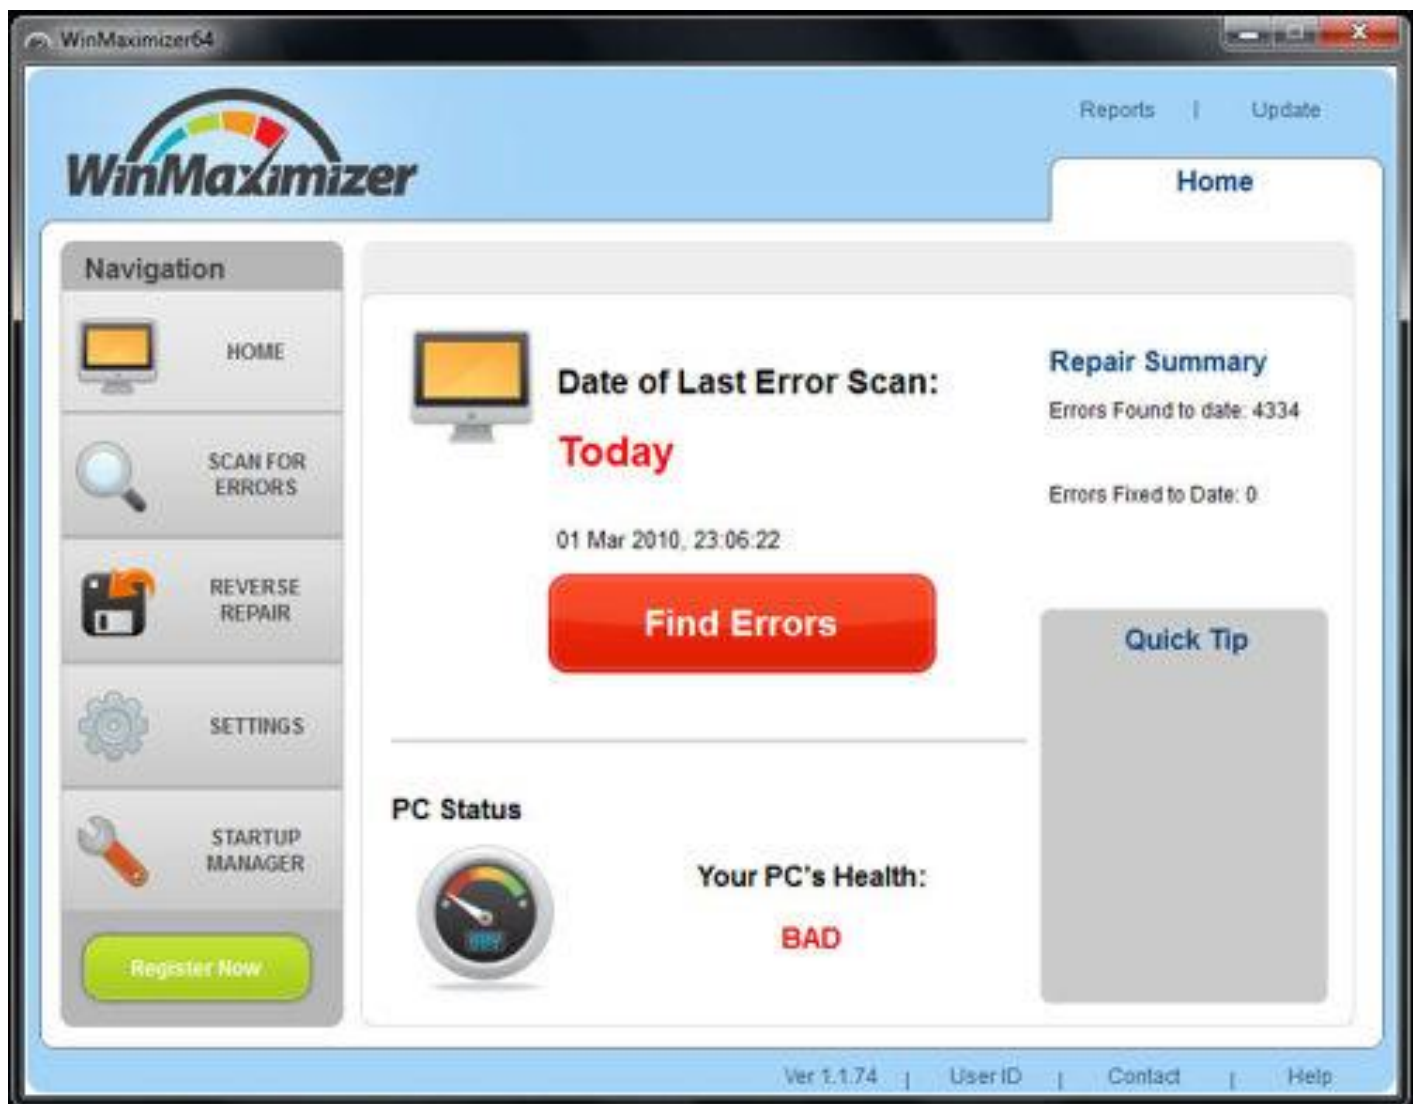 WinMaximizer64
Reports | Update
WinMaximizer
Home
Navigation
HOME
SCAN FOR
ERRORS
REVERSE
REPAIR
SETTINGS
STARTUP
MANAGER
Register Now
Date of Last Error Scan:
Today
01 Mar 2010, 23:06:22
Find Errors
Repair Summary
Errors Found to date: 4334
Errors Fixed to Date: 0
Quick Tip
PC Status
Your PC's Health:
BAD
Ver 1.1.74 | User ID | Contact | Help